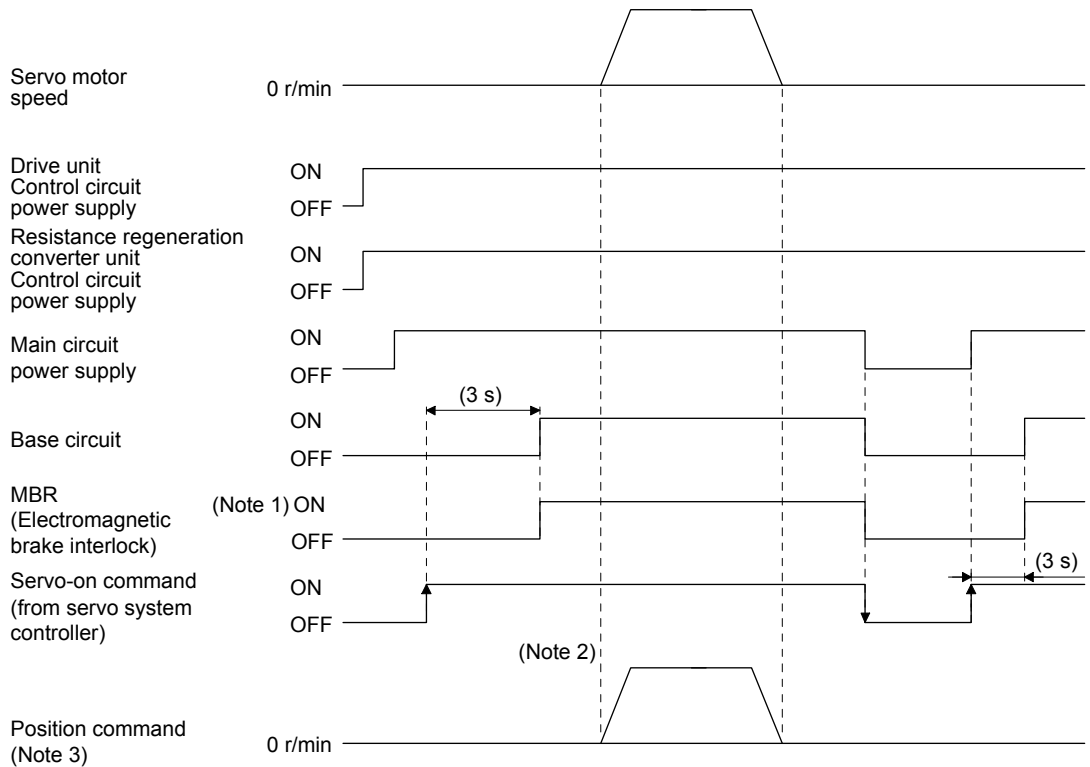 Servo motor
speed
0 r/min
Drive unit
Control circuit
power supply
ON
OFF
Resistance regeneration
converter unit
Control circuit
power supply
ON
OFF
Main circuit
power supply
ON
OFF
(3 s)
Base circuit
ON
OFF
MBR
(Electromagnetic
brake interlock)
(Note 1) ON
OFF
Servo-on command
(from servo system
controller)
ON
OFF
(3 s)
(Note 2)
Position command
(Note 3)
0 r/min